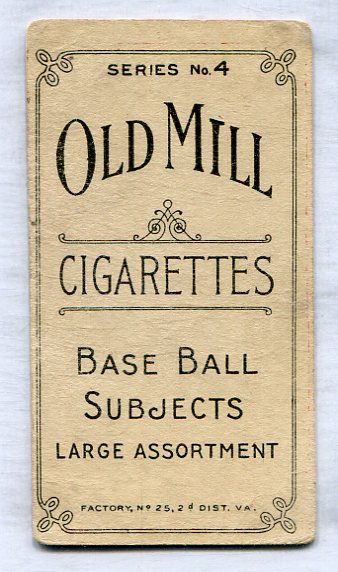 SERIES No. 4
OLD MILL
CIGARETTES
BASE BALL
SUBJECTS
LARGE ASSORTMENT
FACTORY, Nº 25, 2d DIST. VA.